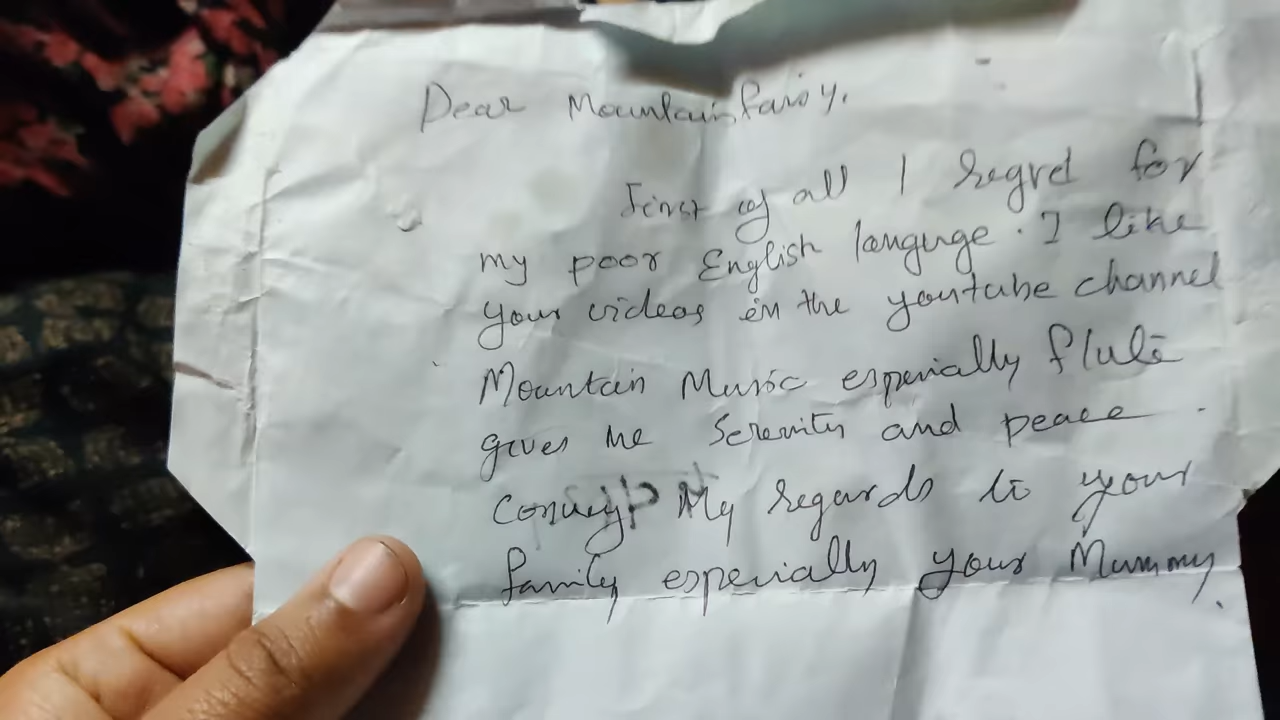 Dear Mountain fairy,
First of all I regret for
my poor English languge. I like
your videos in the youtube channel
Mountain Music especially flute
gives me Serenity and peace.
Convey My regards to your
family especially your Mummy.